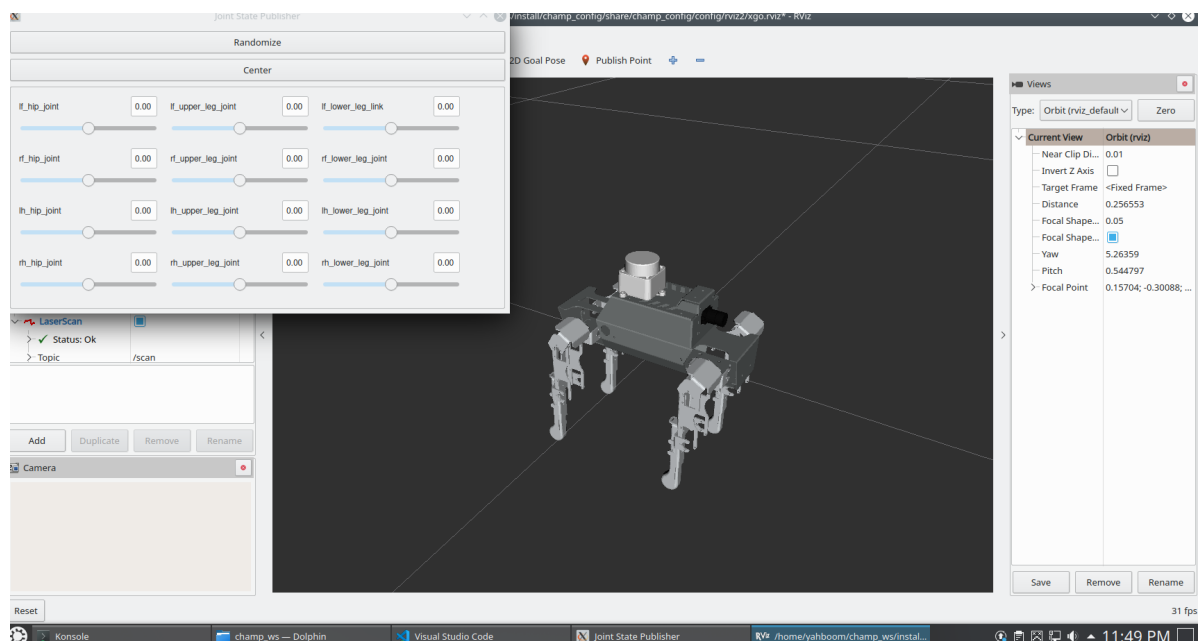 Joint State Publisher
/install/champ_config/share/champ_config/config/rviz2/xgo.rviz* - RViz
Randomize
Center
2D Goal Pose Publish Point
lf_hip_joint 0.00 lf_upper_leg_joint 0.00 lf_lower_leg_link 0.00
rf_hip_joint 0.00 rf_upper_leg_joint 0.00 rf_lower_leg_joint 0.00
lh_hip_joint 0.00 lh_upper_leg_joint 0.00 lh_lower_leg_joint 0.00
rh_hip_joint 0.00 rh_upper_leg_joint 0.00 rh_lower_leg_joint 0.00
LaserScan
Status: Ok
Topic /scan
Add Duplicate Remove Rename
Camera
Reset
Views
Type: Orbit (rviz_default Zero
Current View Orbit (rviz)
Near Clip Di... 0.01
Invert Z Axis
Target Frame <Fixed Frame>
Distance 0.256553
Focal Shape... 0.05
Focal Shape...
Yaw 5.26359
Pitch 0.544797
Focal Point 0.15704; -0.30088; ...
Save Remove Rename
31 fps
Konsole champ_ws — Dolphin Visual Studio Code Joint State Publisher RViz /home/yahboom/champ_ws/instal... 11:49 PM